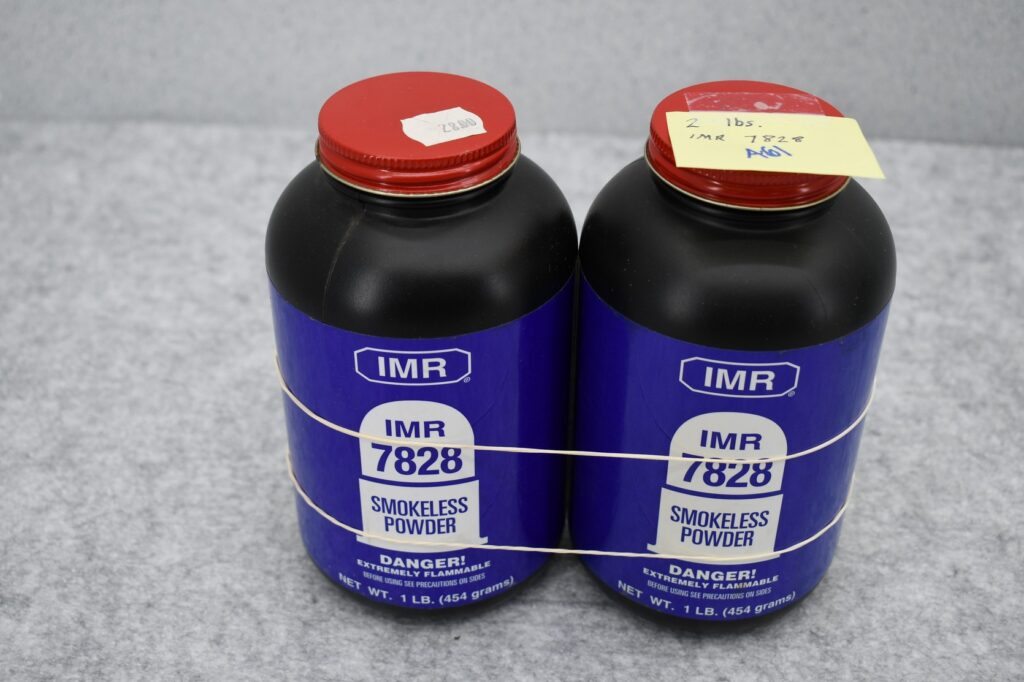 2 lbs.
IMR 7828
IMR
IMR
7828
SMOKELESS
POWDER
DANGER!
EXTREMELY FLAMMABLE
BEFORE USING SEE PRECAUTIONS ON SIDES
NET WT. 1 LB. (454 grams)
IMR
IMR
7828
SMOKELESS
POWDER
DANGER!
EXTREMELY FLAMMABLE
BEFORE USING SEE PRECAUTIONS ON SIDES
NET WT. 1 LB. (454 grams)